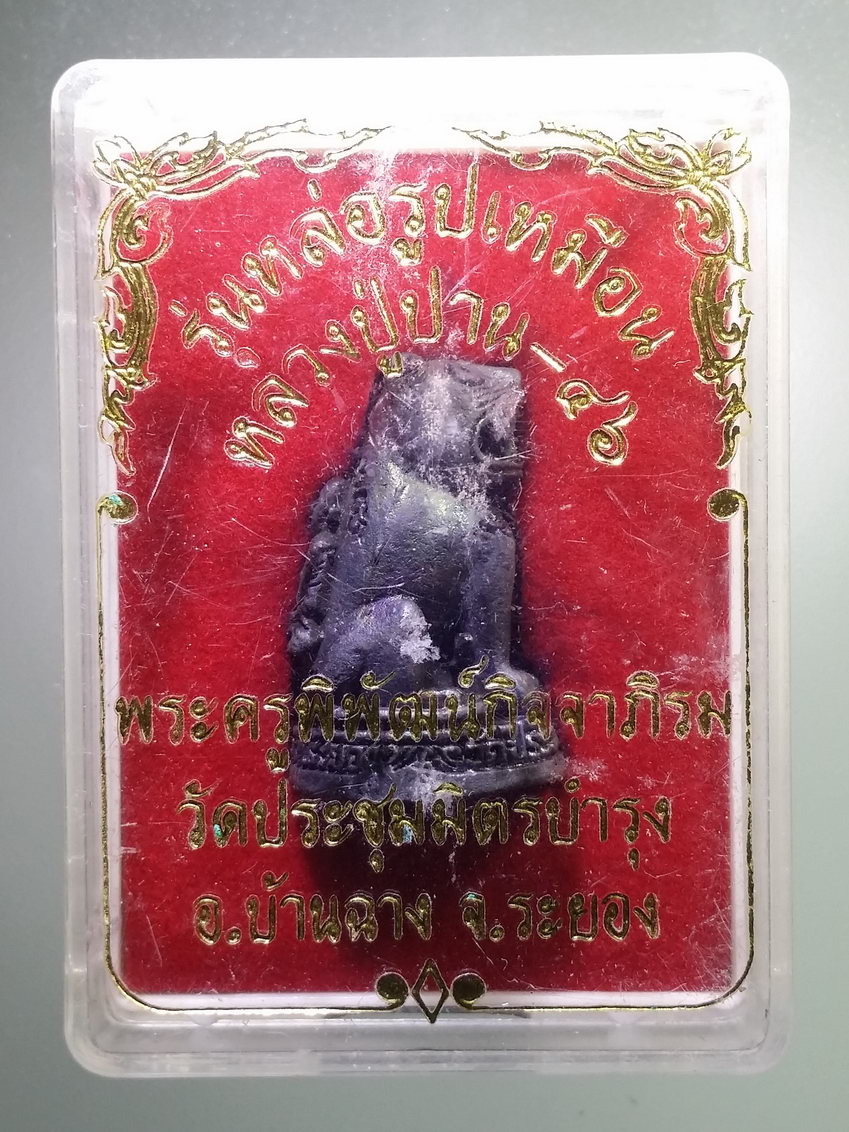 รุ่นหล่อรูปเหมือน
หลวงปู่ปาน-๔๖
พระครูพิพัฒน์กิจจาภิรม
วัดประชุมมิตรบำรุง
อ.บ้านฉาง จ.ระยอง